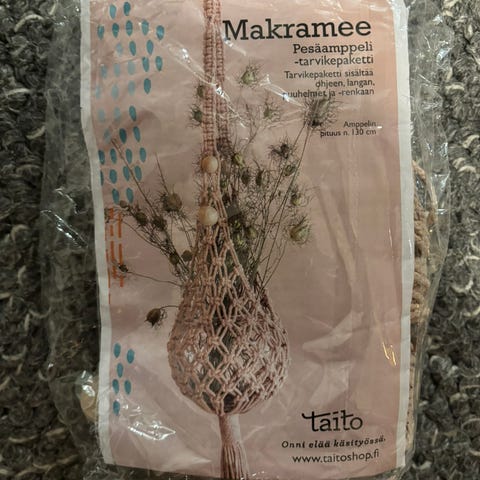 Makramee
Pesäamppeli
-tarvikepaketti
Tarvikepaketti sisältää
ohjeen, langan,
puuhelmet ja -renkaan
Amppelin
pituus n. 130 cm
taito
Onni elää käsityössä.
www.taitoshop.fi